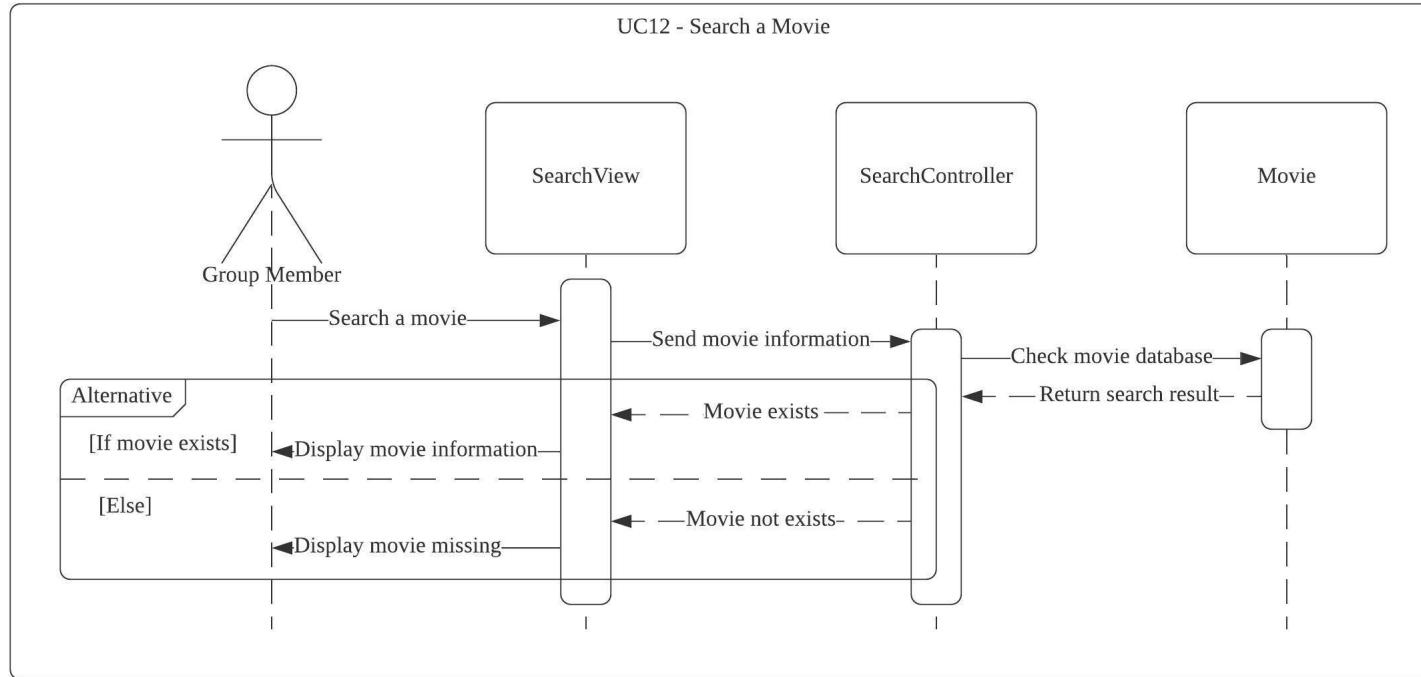 UC12 - Search a Movie
SearchView
SearchController
Movie
Group Member
Search a movie
Send movie information
Check movie database
Return search result
Alternative
Movie exists
[If movie exists]
Display movie information
[Else]
Movie not exists
Display movie missing